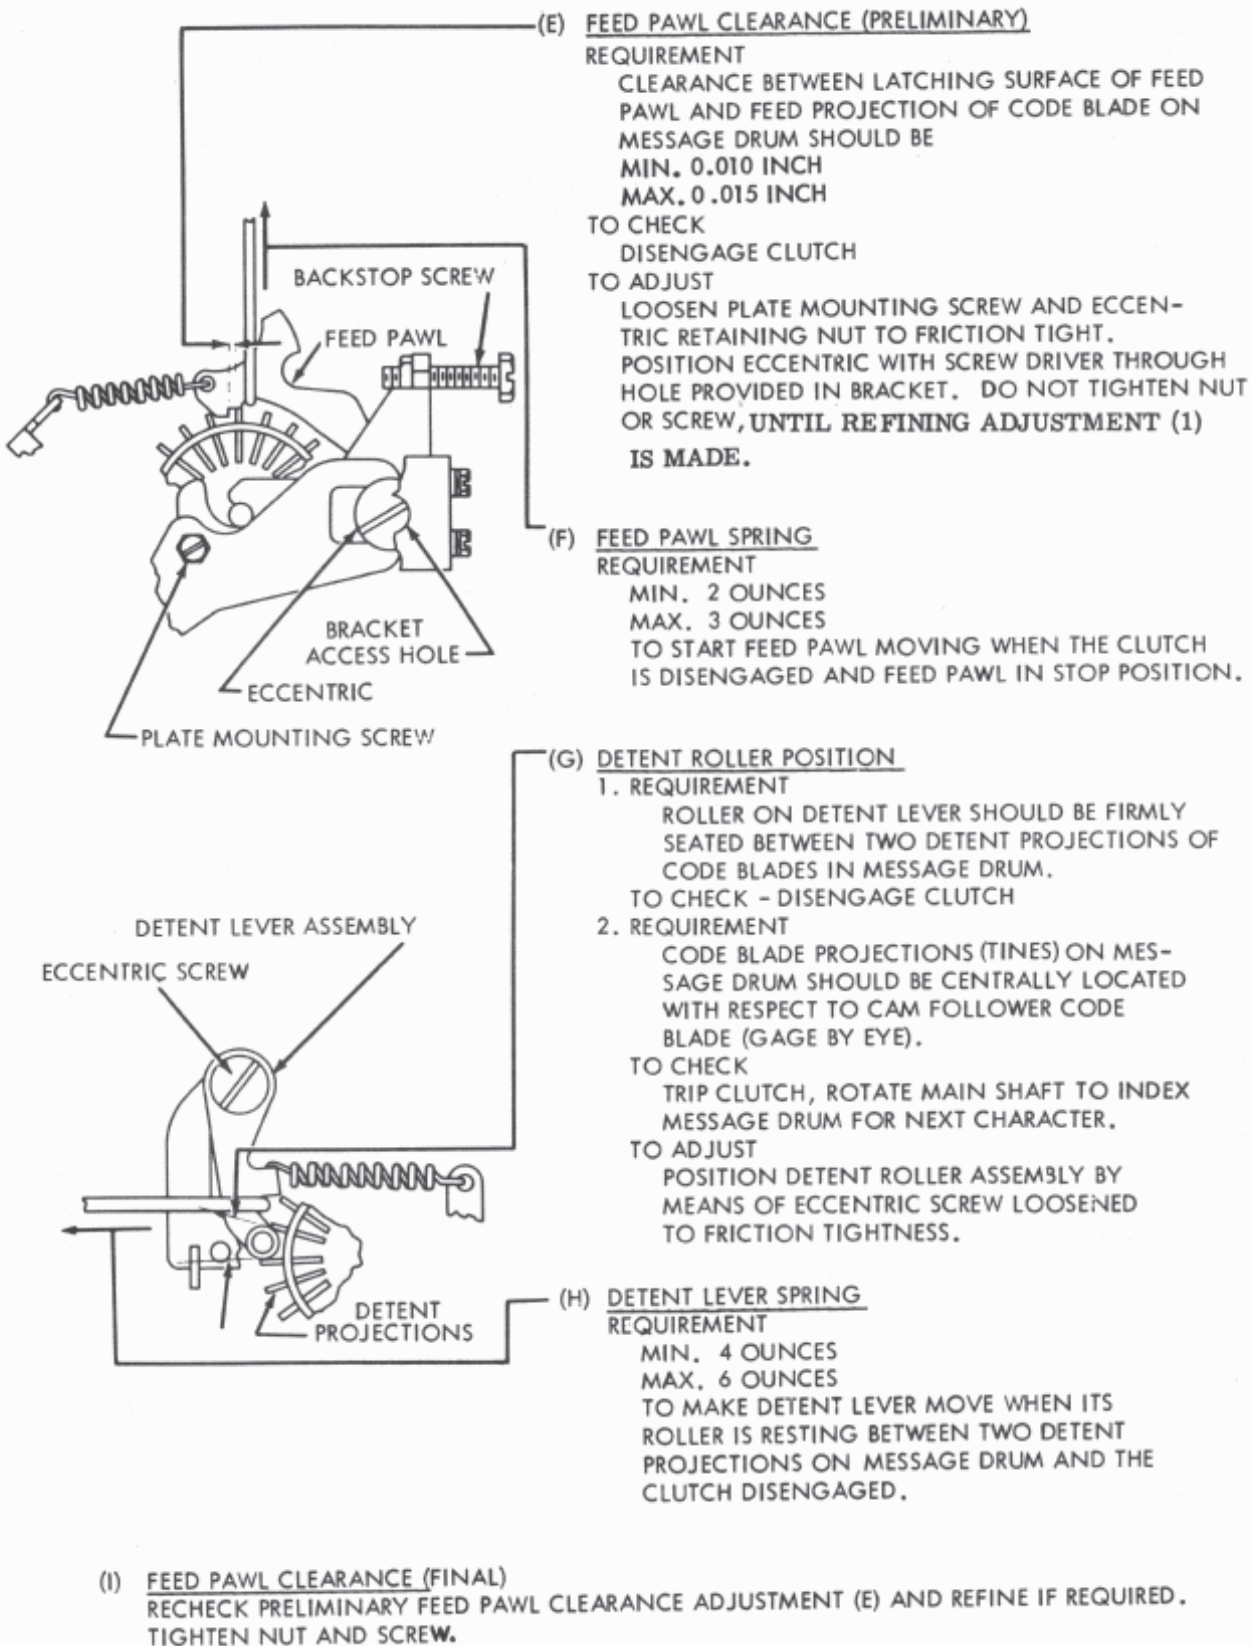 (E) FEED PAWL CLEARANCE (PRELIMINARY)
REQUIREMENT
CLEARANCE BETWEEN LATCHING SURFACE OF FEED
PAWL AND FEED PROJECTION OF CODE BLADE ON
MESSAGE DRUM SHOULD BE
MIN. 0.010 INCH
MAX. 0.015 INCH
TO CHECK
DISENGAGE CLUTCH
TO ADJUST
LOOSEN PLATE MOUNTING SCREW AND ECCEN-
TRIC RETAINING NUT TO FRICTION TIGHT.
POSITION ECCENTRIC WITH SCREW DRIVER THROUGH
HOLE PROVIDED IN BRACKET. DO NOT TIGHTEN NUT
OR SCREW, UNTIL REFINING ADJUSTMENT (1)
IS MADE.
BACKSTOP SCREW
FEED PAWL
BRACKET
ACCESS HOLE
ECCENTRIC
PLATE MOUNTING SCREW
(F) FEED PAWL SPRING
REQUIREMENT
MIN. 2 OUNCES
MAX. 3 OUNCES
TO START FEED PAWL MOVING WHEN THE CLUTCH
IS DISENGAGED AND FEED PAWL IN STOP POSITION.
(G) DETENT ROLLER POSITION
1. REQUIREMENT
ROLLER ON DETENT LEVER SHOULD BE FIRMLY
SEATED BETWEEN TWO DETENT PROJECTIONS OF
CODE BLADES IN MESSAGE DRUM.
TO CHECK - DISENGAGE CLUTCH
2. REQUIREMENT
CODE BLADE PROJECTIONS (TINES) ON MES-
SAGE DRUM SHOULD BE CENTRALLY LOCATED
WITH RESPECT TO CAM FOLLOWER CODE
BLADE (GAGE BY EYE).
TO CHECK
TRIP CLUTCH, ROTATE MAIN SHAFT TO INDEX
MESSAGE DRUM FOR NEXT CHARACTER.
TO ADJUST
POSITION DETENT ROLLER ASSEMBLY BY
MEANS OF ECCENTRIC SCREW LOOSENED
TO FRICTION TIGHTNESS.
DETENT LEVER ASSEMBLY
ECCENTRIC SCREW
DETENT
PROJECTIONS
(H) DETENT LEVER SPRING
REQUIREMENT
MIN. 4 OUNCES
MAX. 6 OUNCES
TO MAKE DETENT LEVER MOVE WHEN ITS
ROLLER IS RESTING BETWEEN TWO DETENT
PROJECTIONS ON MESSAGE DRUM AND THE
CLUTCH DISENGAGED.
(I) FEED PAWL CLEARANCE (FINAL)
RECHECK PRELIMINARY FEED PAWL CLEARANCE ADJUSTMENT (E) AND REFINE IF REQUIRED.
TIGHTEN NUT AND SCREW.